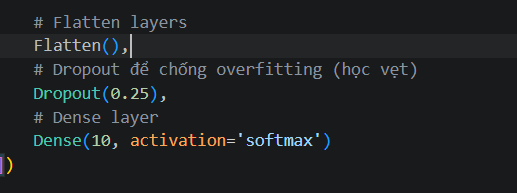 # Flatten layers
Flatten(),
# Dropout để chống overfitting (học vẹt)
Dropout(0.25),
# Dense layer
Dense(10, activation='softmax')
])